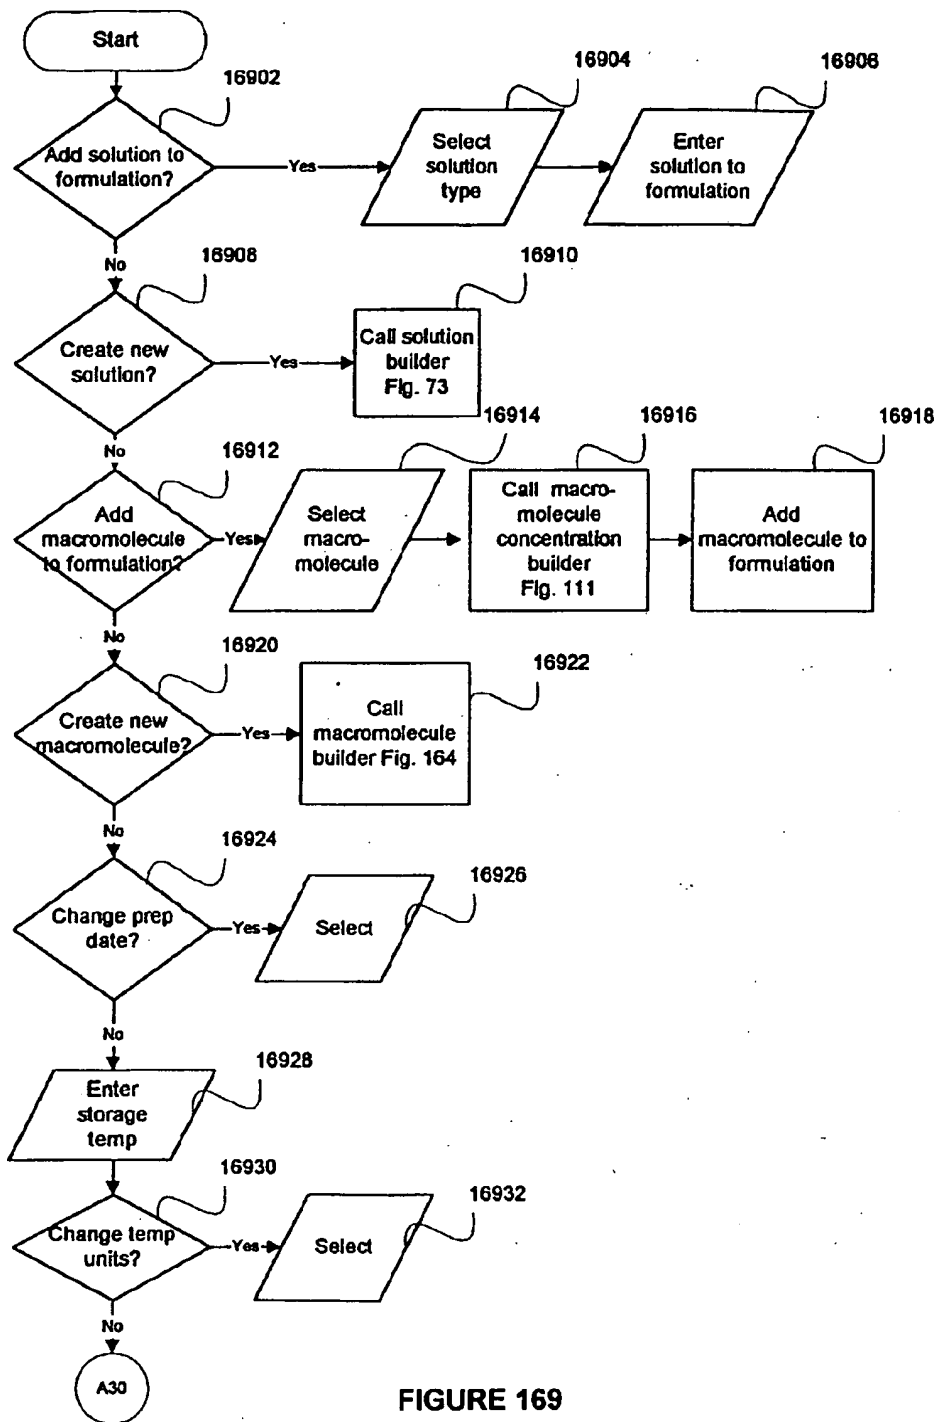 Start
16902
16904
16906
Add solution to
formulation?
Yes
Select
solution
type
Enter
solution to
formulation
No
16908
16910
Create new
solution?
Yes
Call solution
builder
Fig. 73
No
16912
16914
16916
16918
Add
macromolecule
to formulation?
Yes
Select
macro-
molecule
Call macro-
molecule
concentration
builder
Fig. 111
Add
macromolecule to
formulation
No
16920
16922
Create new
macromolecule?
Yes
Call
macromolecule
builder Fig. 164
No
16924
16926
Change prep
date?
Yes
Select
No
16928
Enter
storage
temp
16930
16932
Change temp
units?
Yes
Select
No
A30
FIGURE 169